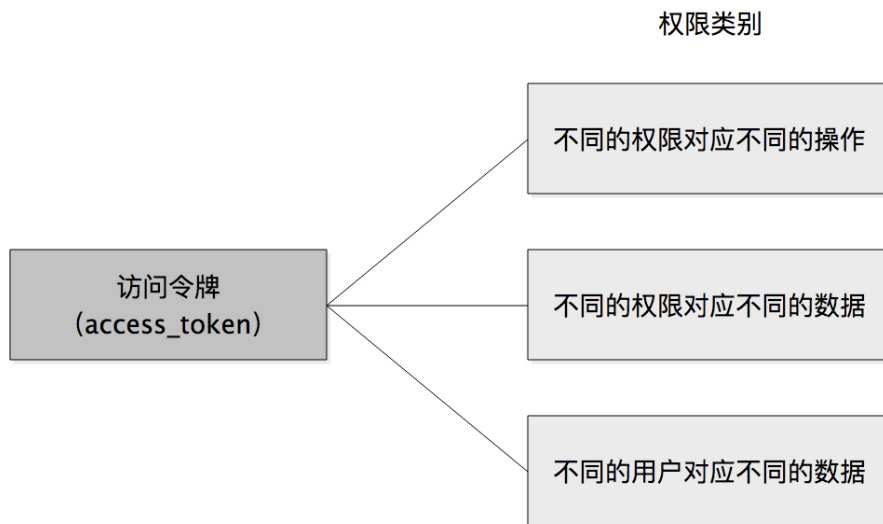 权限类别
不同的权限对应不同的操作
访问令牌
（access_token）
不同的权限对应不同的数据
不同的用户对应不同的数据